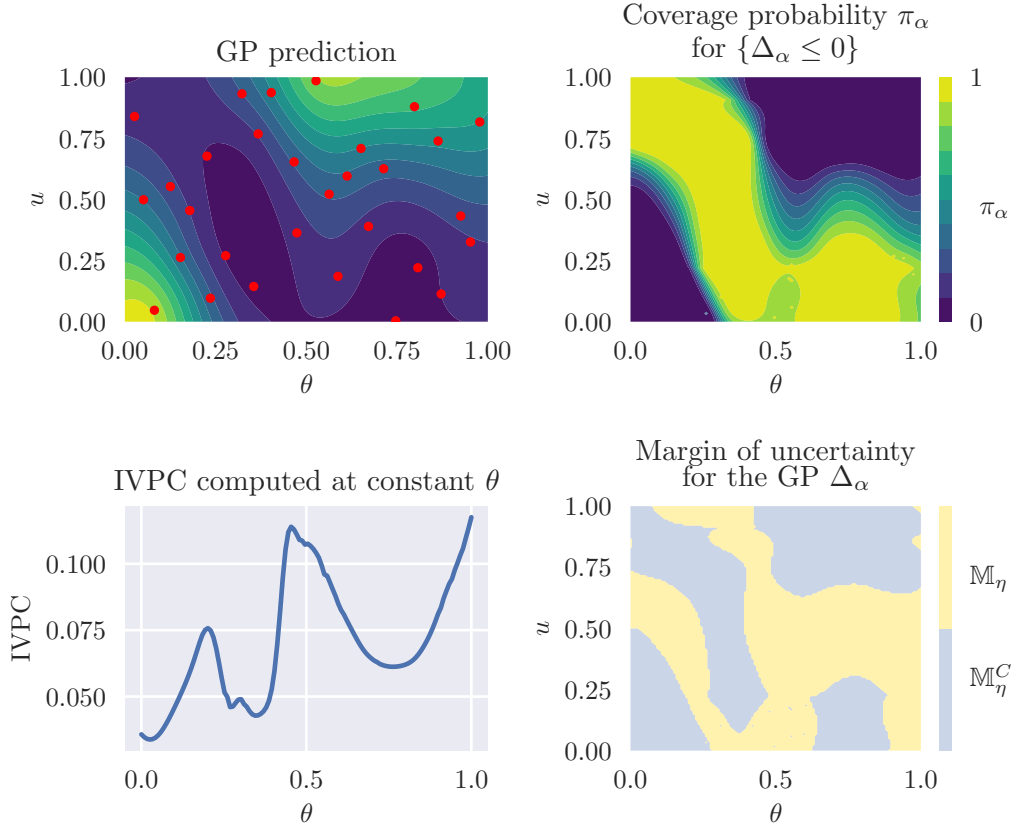 GP prediction
1.00
0.75
0.50
0.25
0.00
u
0.00 0.25 0.50 0.75 1.00
θ
Coverage probability π_α
for {Δ_α ≤ 0}
1.00
0.75
0.50
0.25
0.00
u
0.0 0.5 1.0
θ
1
π_α
0
IVPC computed at constant θ
0.100
0.075
0.050
IVPC
0.0 0.5 1.0
θ
Margin of uncertainty
for the GP Δ_α
1.00
0.75
0.50
0.25
0.00
u
0.0 0.5 1.0
θ
𝕄_η
𝕄_η^C